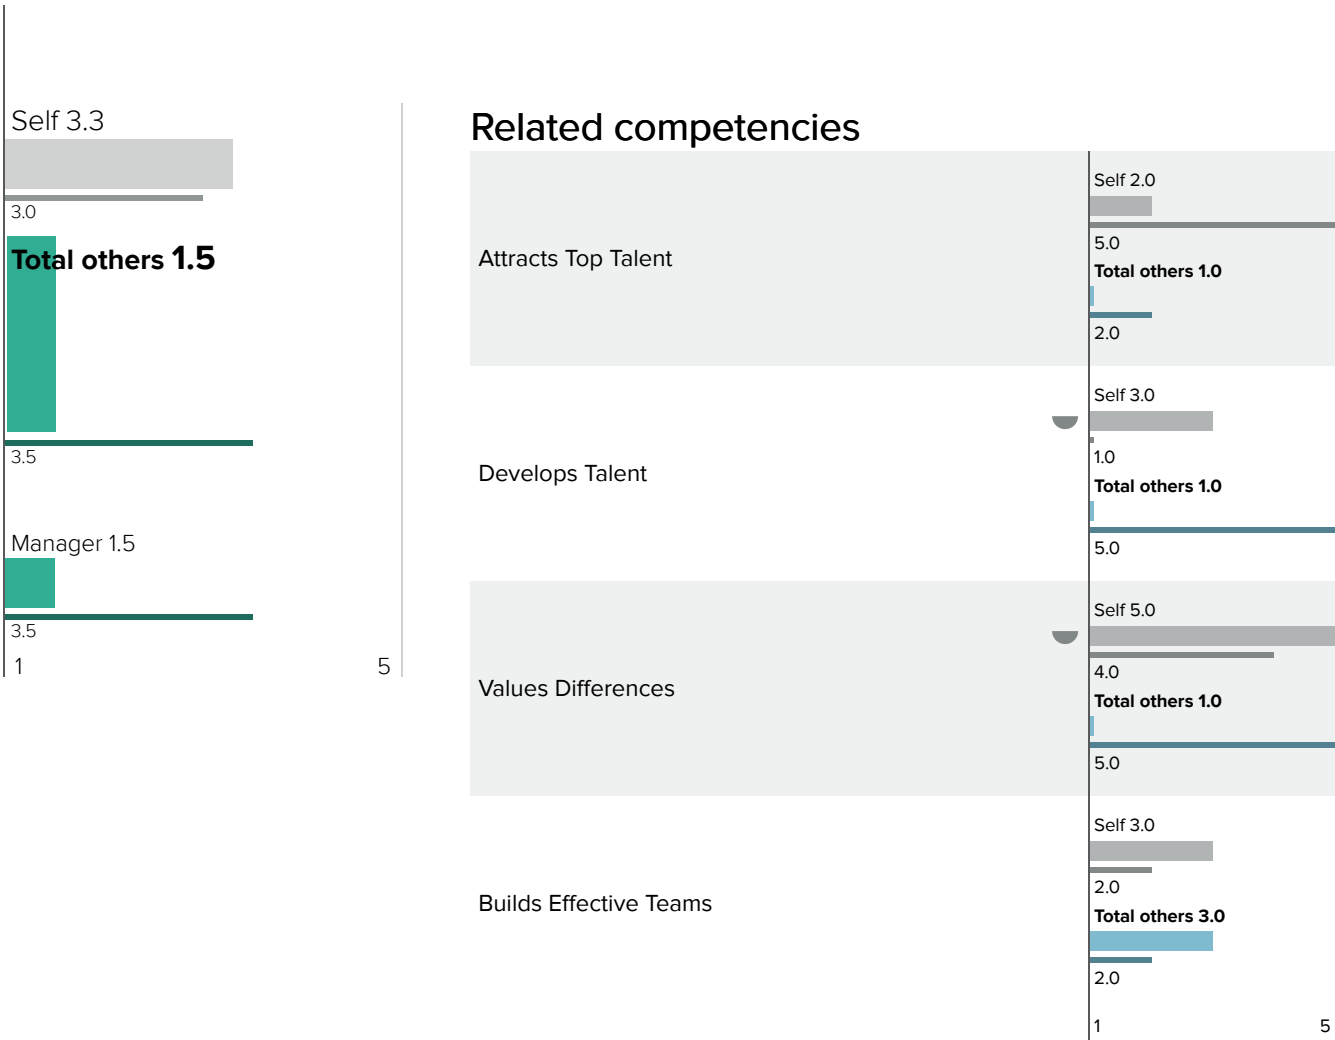 Self 3.3
3.0
Total others 1.5
3.5
Manager 1.5
3.5
1 5
Related competencies
Attracts Top Talent
Self 2.0
5.0
Total others 1.0
2.0
Develops Talent
Self 3.0
1.0
Total others 1.0
5.0
Values Differences
Self 5.0
4.0
Total others 1.0
5.0
Builds Effective Teams
Self 3.0
2.0
Total others 3.0
2.0
1 5